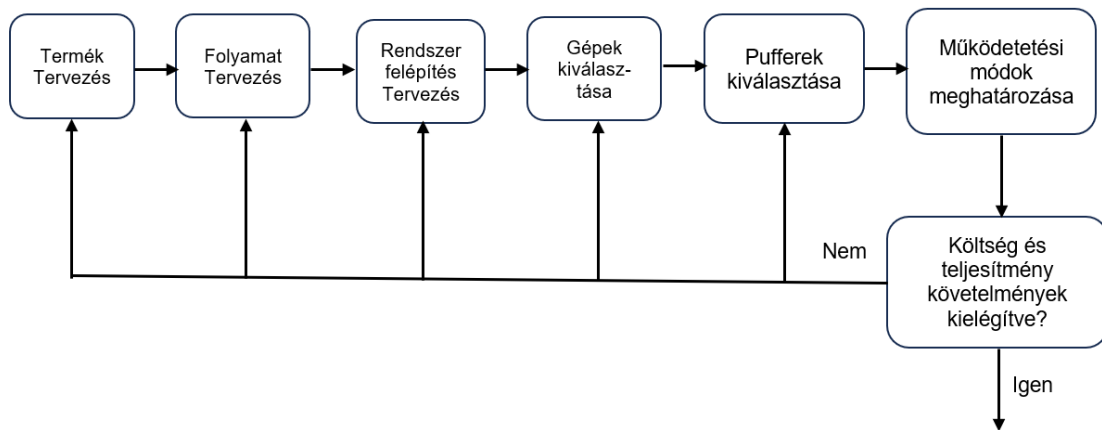 Termék
Tervezés
Folyamat
Tervezés
Rendszer
felépítés
Tervezés
Gépek
kiválasz-
tása
Pufferek
kiválasztása
Működetetési
módok
meghatározása
Nem
Költség és
teljesítmény
követelmények
kielégítve?
Igen